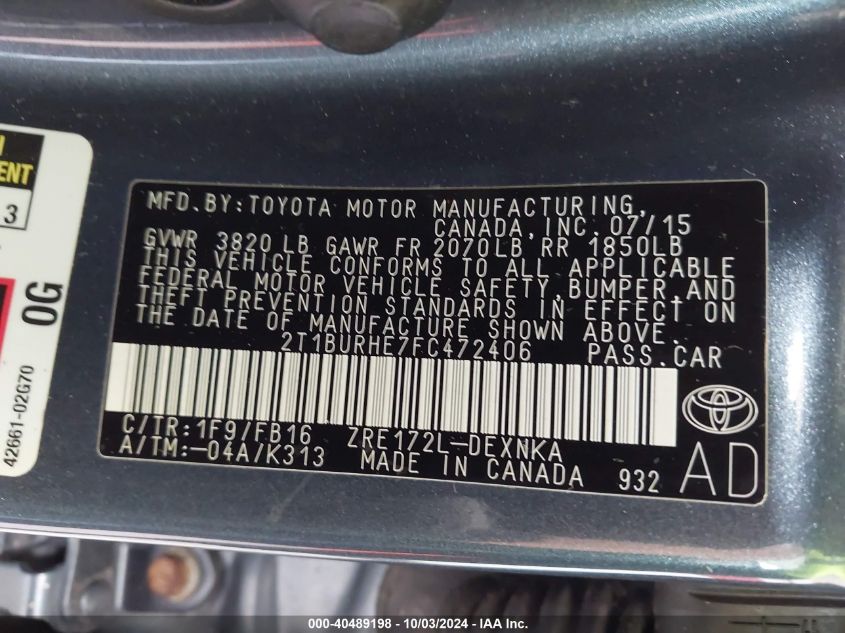 MFD.BY:TOYOTA MOTOR MANUFACTURING,
CANADA, INC. 07/15
GVWR 3820 LB GAWR FR 2070LB RR 1850LB
THIS VEHICLE CONFORMS TO ALL APPLICABLE
FEDERAL MOTOR VEHICLE SAFETY, BUMPER, AND
THEFT PREVENTION STANDARDS IN EFFECT ON
THE DATE OF MANUFACTURE SHOWN ABOVE.
2T1BURHE7FC472406 PASS.CAR
C/TR:1F9/FB16 ZRE172L-DEXNKA
A/TM:-04A/K313 MADE IN CANADA 932 AD
ENT
3
0G
42661-02G70
000-40489198 - 10/03/2024 - IAA Inc.